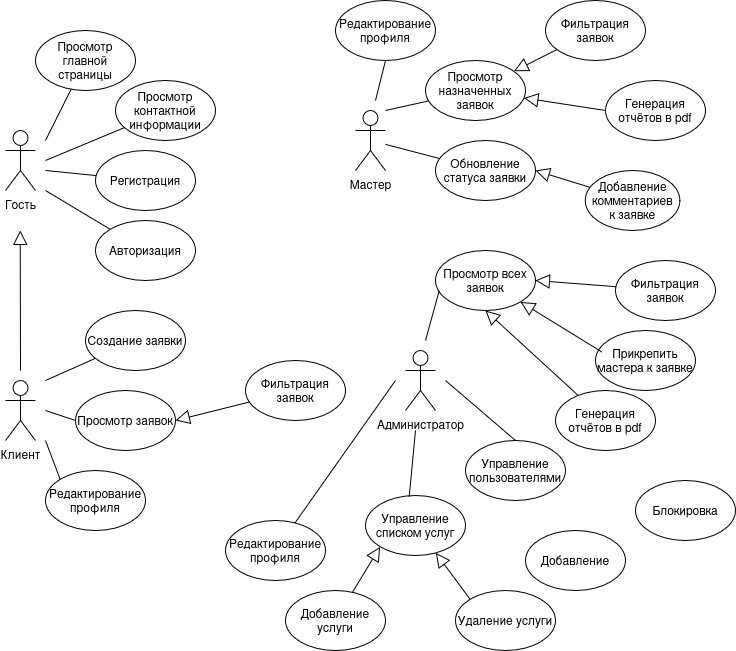 Просмотр
главной
страницы
Просмотр
контактной
информации
Регистрация
Авторизация
Гость
Создание заявки
Просмотр заявок
Фильтрация
заявок
Редактирование
профиля
Клиент
Редактирование
профиля
Просмотр
назначенных
заявок
Фильтрация
заявок
Генерация
отчётов в pdf
Мастер
Обновление
статуса заявки
Добавление
комментариев
к заявке
Просмотр всех
заявок
Фильтрация
заявок
Прикрепить
мастера к заявке
Генерация
отчётов в pdf
Администратор
Управление
пользователями
Редактирование
профиля
Управление
списком услуг
Добавление
услуги
Удаление услуги
Добавление
Блокировка